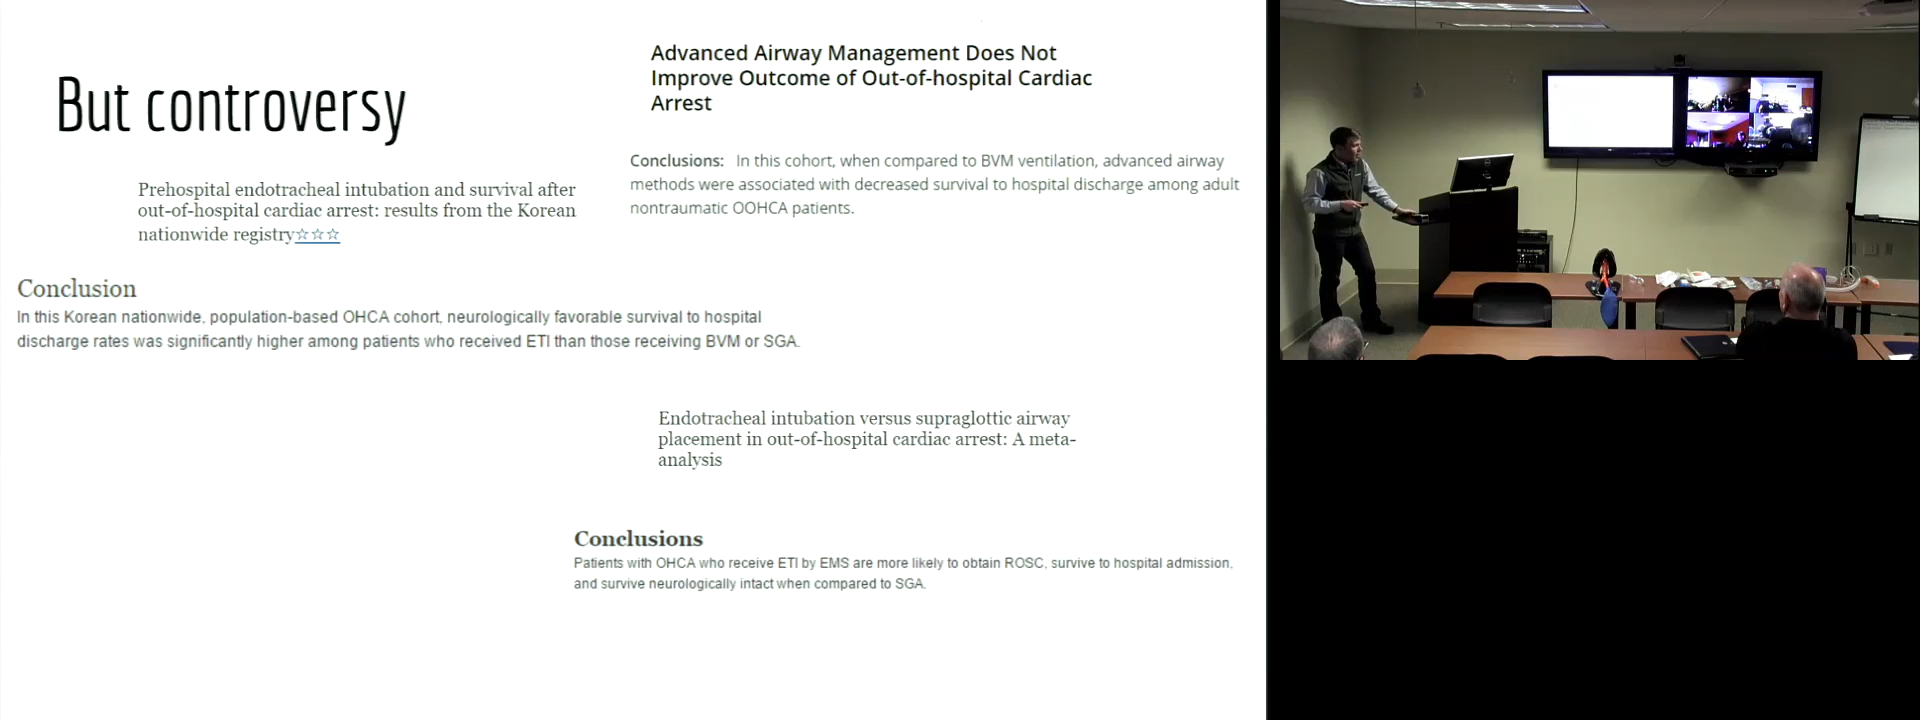 But controversy
Advanced Airway Management Does Not
Improve Outcome of Out-of-hospital Cardiac
Arrest
Conclusions: In this cohort, when compared to BVM ventilation, advanced airway
methods were associated with decreased survival to hospital discharge among adult
nontraumatic OOHCA patients.
Prehospital endotracheal intubation and survival after
out-of-hospital cardiac arrest: results from the Korean
nationwide registry☆☆☆
Conclusion
In this Korean nationwide, population-based OHCA cohort, neurologically favorable survival to hospital
discharge rates was significantly higher among patients who received ETI than those receiving BVM or SGA.
Endotracheal intubation versus supraglottic airway
placement in out-of-hospital cardiac arrest: A meta-
analysis
Conclusions
Patients with OHCA who receive ETI by EMS are more likely to obtain ROSC, survive to hospital admission,
and survive neurologically intact when compared to SGA.